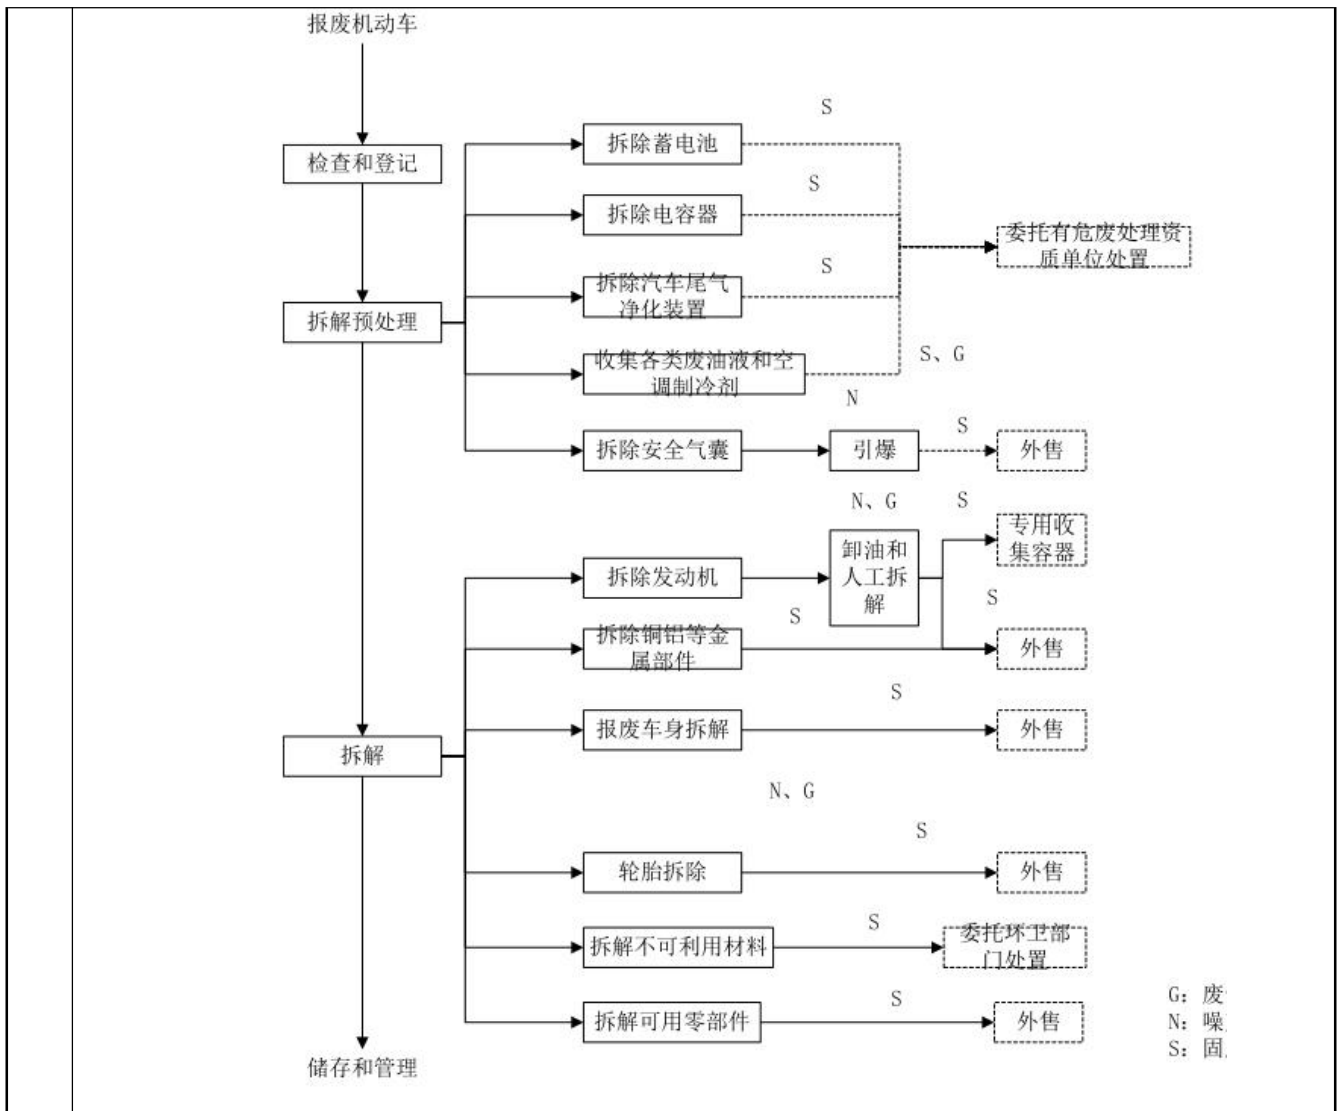 报废机动车
S
拆除蓄电池
检查和登记
S
拆除电容器
委托有危废处理资
质单位处置
S
拆除汽车尾气
净化装置
拆解预处理
S、G
收集各类废油液和空
调制冷剂
N
S
拆除安全气囊
引爆
外售
N、G
S
专用收
集容器
卸油和
人工拆
解
拆除发动机
S
S
拆除铜铝等金
属部件
外售
S
报废车身拆解
外售
拆解
N、G
S
轮胎拆除
外售
S
拆解不可利用材料
委托环卫部
门处置
S
拆解可用零部件
外售
G：废
N：噪
S：固
储存和管理